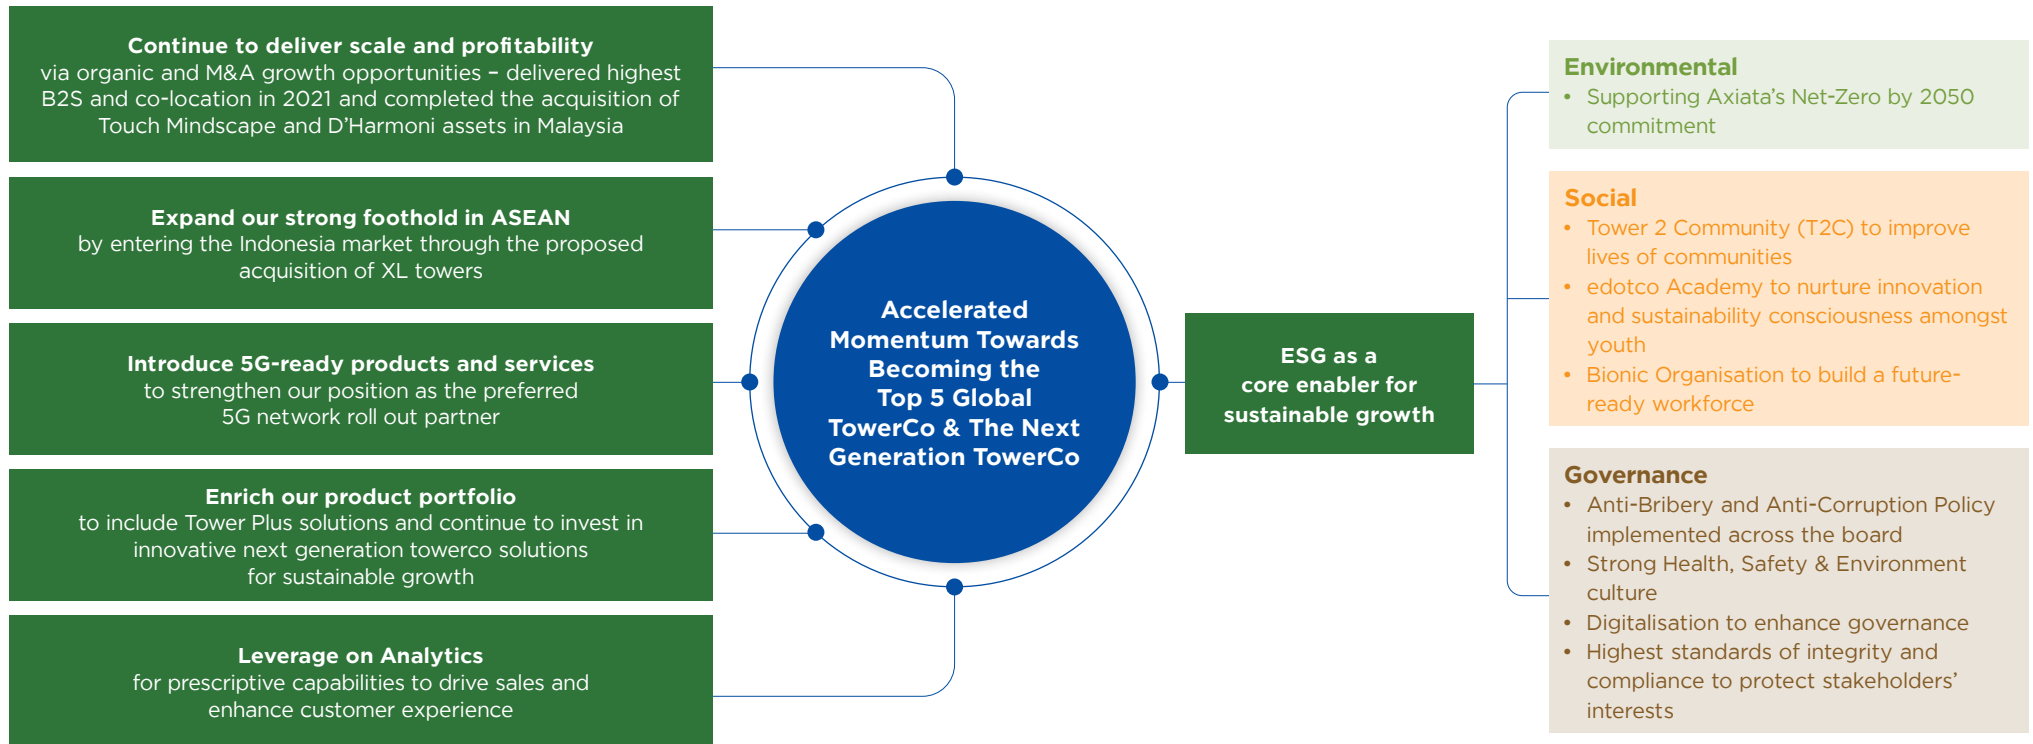 Continue to deliver scale and profitability
via organic and M&A growth opportunities – delivered highest
B2S and co-location in 2021 and completed the acquisition of
Touch Mindscape and D’Harmoni assets in Malaysia
Expand our strong foothold in ASEAN
by entering the Indonesia market through the proposed
acquisition of XL towers
Introduce 5G-ready products and services
to strengthen our position as the preferred
5G network roll out partner
Enrich our product portfolio
to include Tower Plus solutions and continue to invest in
innovative next generation towerco solutions
for sustainable growth
Leverage on Analytics
for prescriptive capabilities to drive sales and
enhance customer experience
Accelerated
Momentum Towards
Becoming the
Top 5 Global
TowerCo & The Next
Generation TowerCo
ESG as a
core enabler for
sustainable growth
Environmental
• Supporting Axiata’s Net-Zero by 2050
commitment
Social
• Tower 2 Community (T2C) to improve
lives of communities
• edotco Academy to nurture innovation
and sustainability consciousness amongst
youth
• Bionic Organisation to build a future-
ready workforce
Governance
• Anti-Bribery and Anti-Corruption Policy
implemented across the board
• Strong Health, Safety & Environment
culture
• Digitalisation to enhance governance
• Highest standards of integrity and
compliance to protect stakeholders’
interests